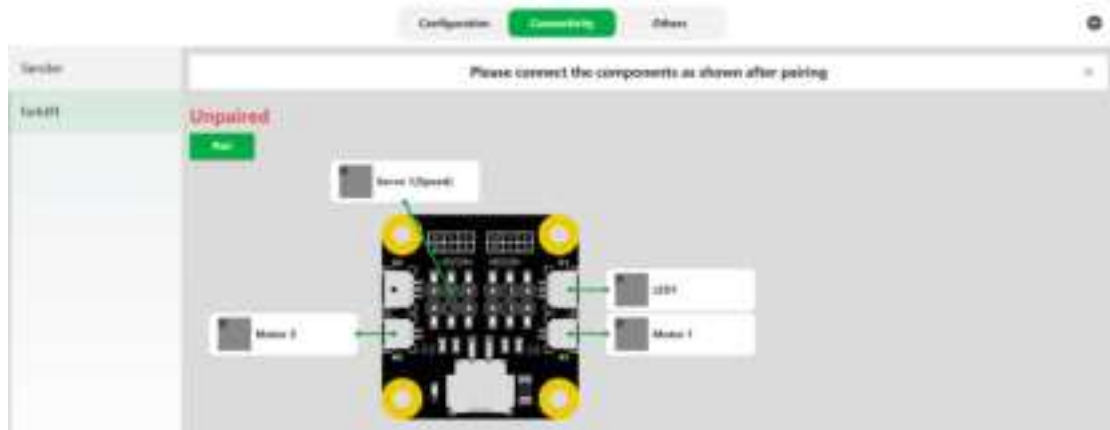 Configuration Connectivity Others
Sender
Please connect the components as shown after pairing
Forklift
Unpaired
Servo 1(Speed)
LED1
Motor 2
Motor 1